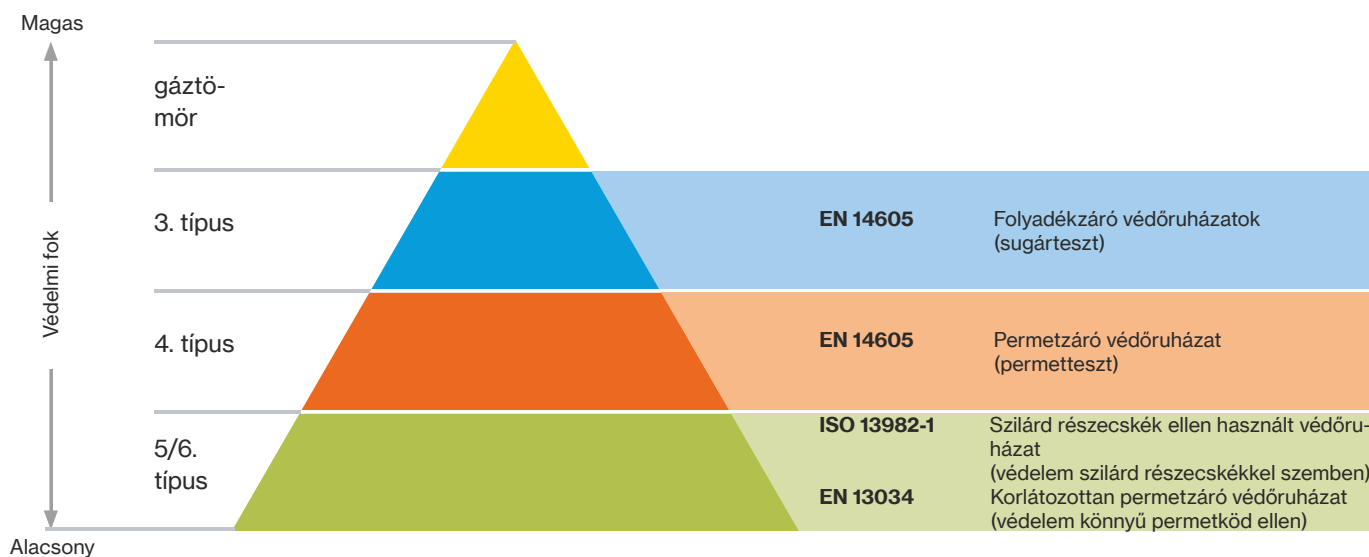 Magas
Védelmi fok
Alacsony
gáztö-
mör
3. típus
EN 14605
Folyadékzáró védőruházatok
(sugárteszt)
4. típus
EN 14605
Permetzáró védőruházat
(permetteszt)
5/6.
típus
ISO 13982-1
Szilárd részecskék ellen használt védőru-
házat
(védelem szilárd részecskékkel szemben)
EN 13034
Korlátozottan permetzáró védőruházat
(védelem könnyű permetköd ellen)